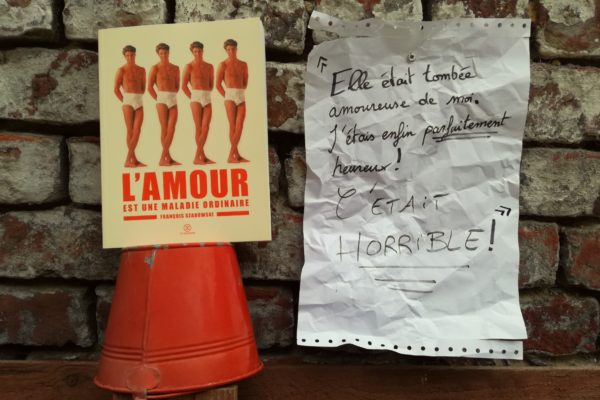 L'AMOUR
EST UNE MALADIE ORDINAIRE
FRANÇOIS SZABOWSKI
« Elle était tombée
amoureuse de moi.
J'étais enfin parfaitement
heureux !
C'ÉTAIT
HORRIBLE ! »